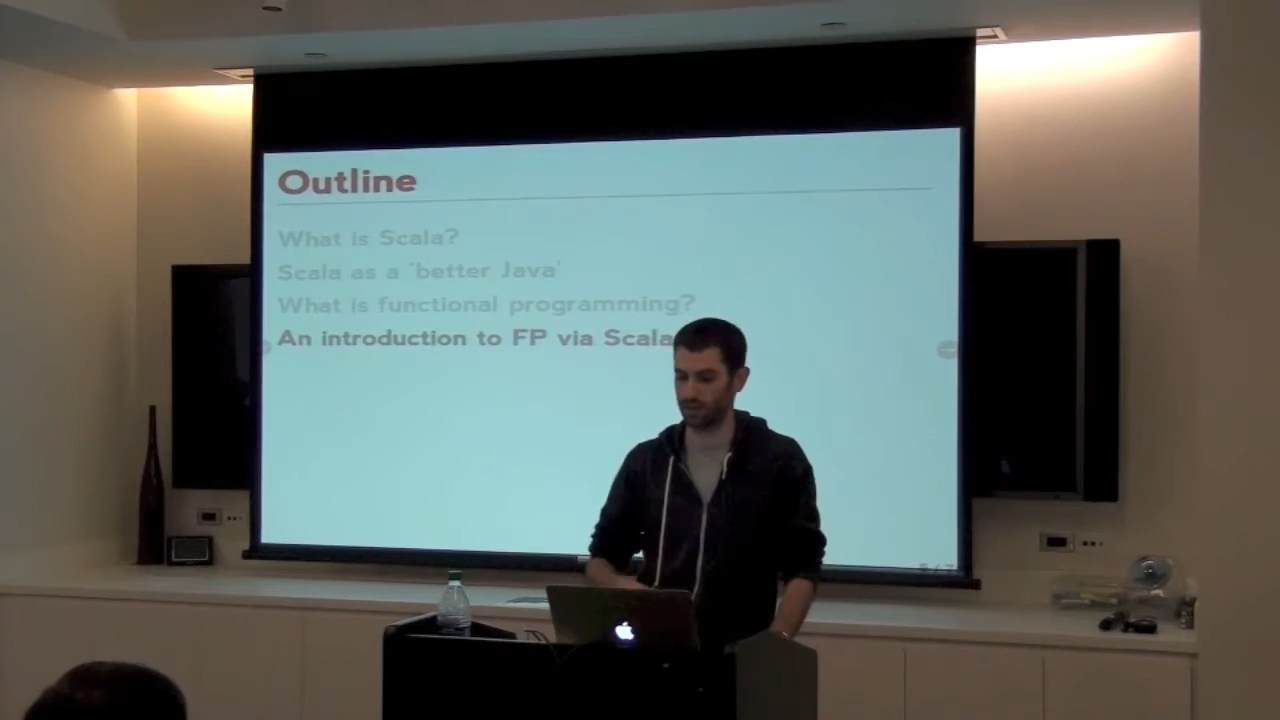 Outline
What is Scala?
Scala as a 'better Java'
What is functional programming?
An introduction to FP via Scala